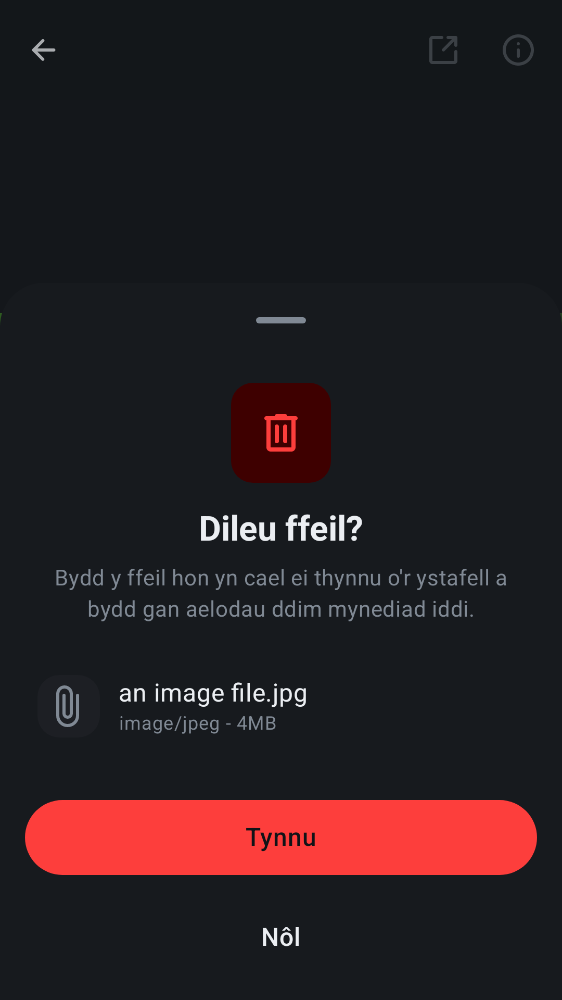 Dileu ffeil?
Bydd y ffeil hon yn cael ei thynnu o'r ystafell a
bydd gan aelodau ddim mynediad iddi.
an image file.jpg
image/jpeg - 4MB
Tynnu
Nôl